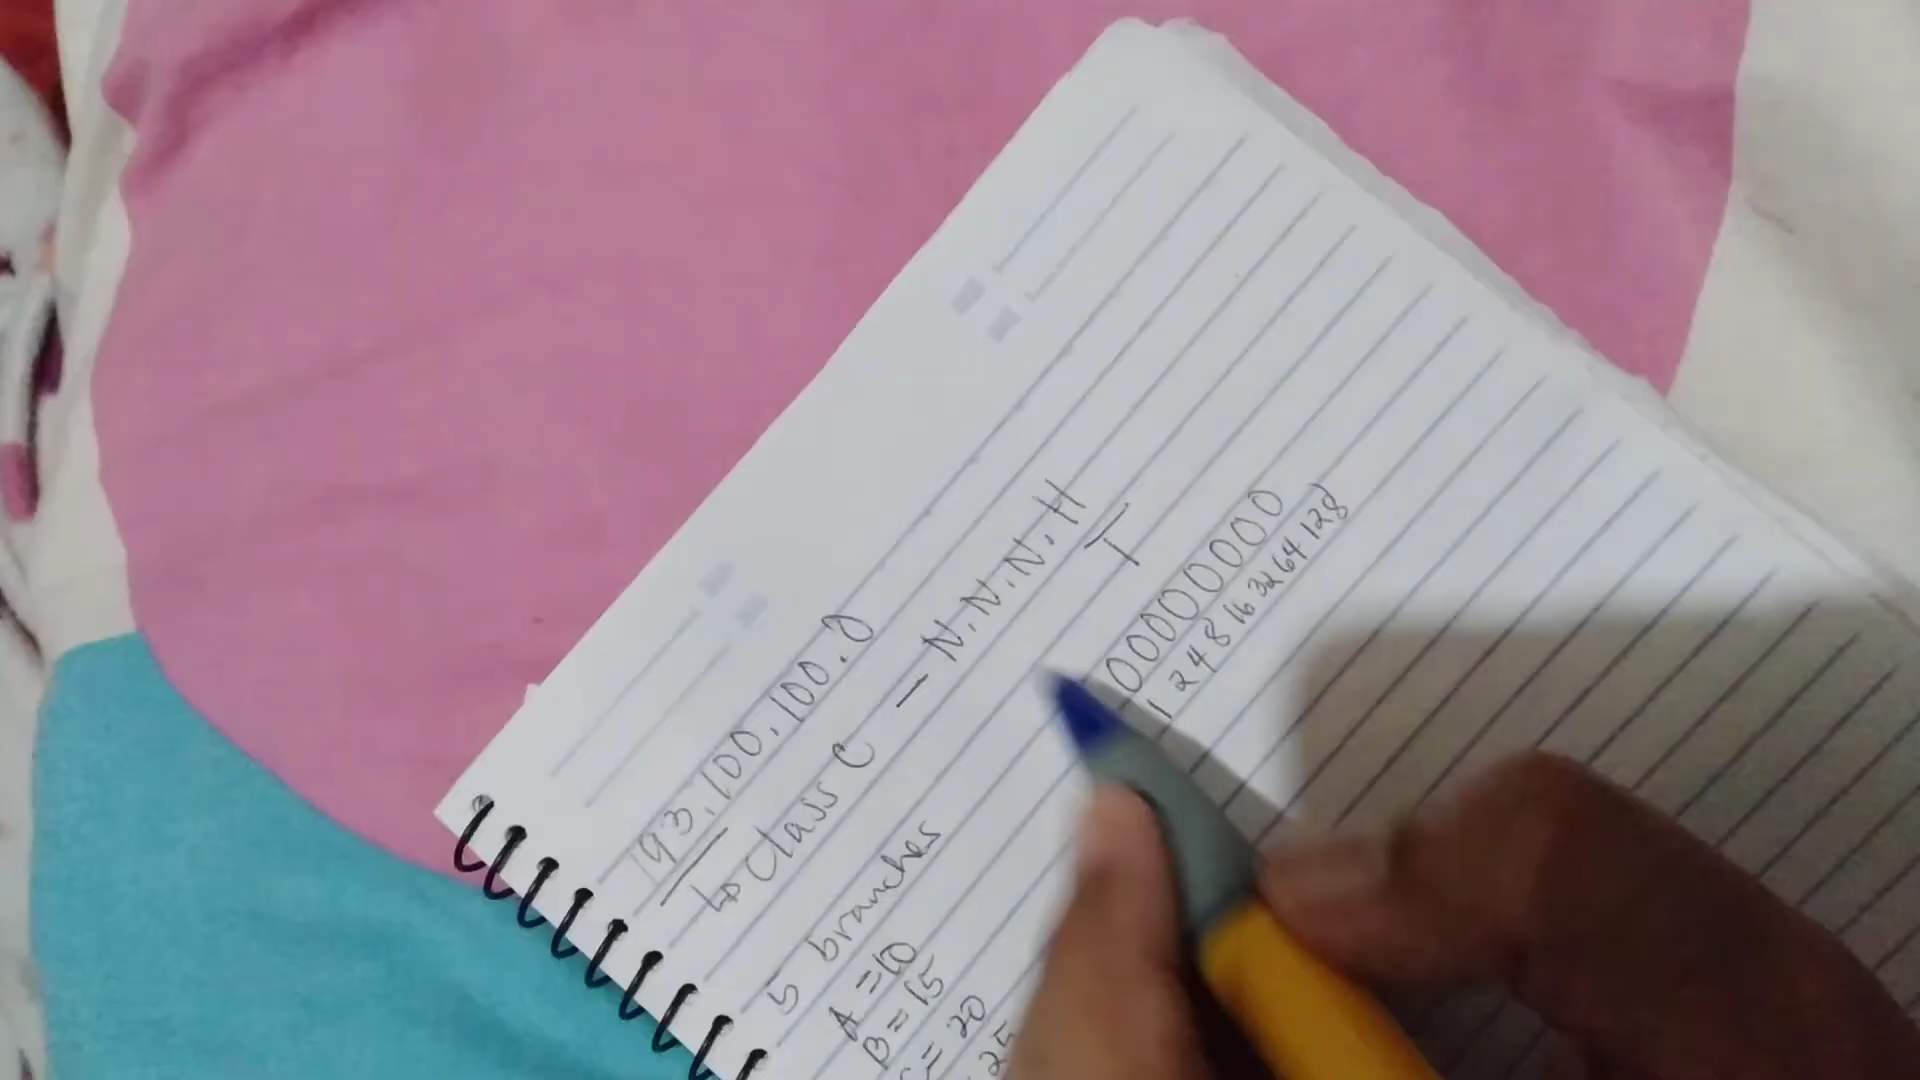 193.100.100.0
↳ Class C - N.N.N.H
5 branches
00000000
1 2 4 8 16 32 64 128
A = 10
B = 15
= 20
25